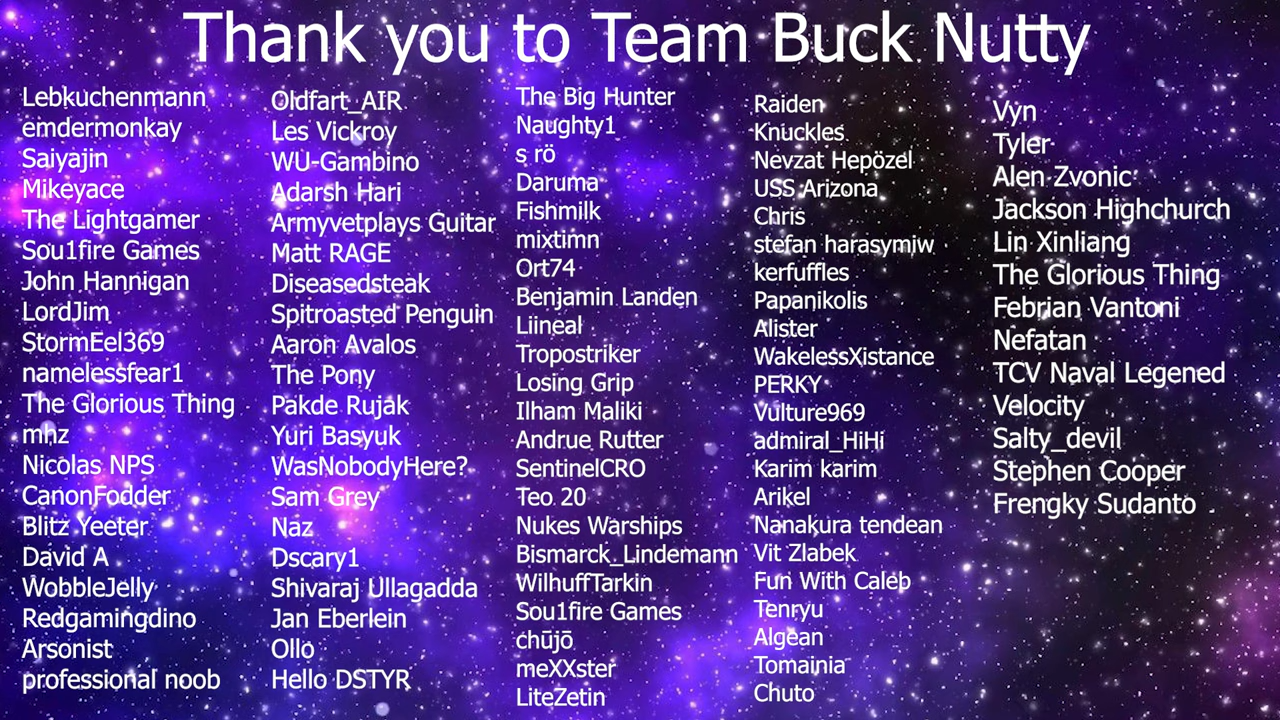 Thank you to Team Buck Nutty
Lebkuchenmann
emdermonkay
Saiyajin
Mikeyace
The Lightgamer
Sou1fire Games
John Hannigan
LordJim
StormEel369
namelessfear1
The Glorious Thing
mhz
Nicolas NPS
CanonFodder
Blitz Yeeter
David A
WobbleJelly
Redgamingdino
Arsonist
professional noob
Oldfart_AIR
Les Vickroy
WU-Gambino
Adarsh Hari
Armyvetplays Guitar
Matt RAGE
Diseasedsteak
Spitroasted Penguin
Aaron Avalos
The Pony
Pakde Rujak
Yuri Basyuk
WasNobodyHere?
Sam Grey
Naz
Dscary1
Shivaraj Ullagadda
Jan Eberlein
Ollo
Hello DSTYR
The Big Hunter
Naughty1
s rö
Daruma
Fishmilk
mixtimn
Ort74
Benjamin Landen
Liineal
Tropostriker
Losing Grip
Ilham Maliki
Andrue Rutter
SentinelCRO
Teo 20
Nukes Warships
Bismarck_Lindemann
WilhuffTarkin
Sou1fire Games
chūjō
meXXster
LiteZetin
Raiden
Knuckles
Nevzat Hepözel
USS Arizona
Chris
stefan harasymiw
kerfuffles
Papanikolis
Alister
WakelessXistance
PERKY
Vulture969
admiral_HiHi
Karim karim
Arikel
Nanakura tendean
Vit Zlabek
Fun With Caleb
Tenryu
Algean
Tomainia
Chuto
Vyn
Tyler
Alen Zvonic
Jackson Highchurch
Lin Xinliang
The Glorious Thing
Febrian Vantoni
Nefatan
TCV Naval Legened
Velocity
Salty_devil
Stephen Cooper
Frengky Sudanto